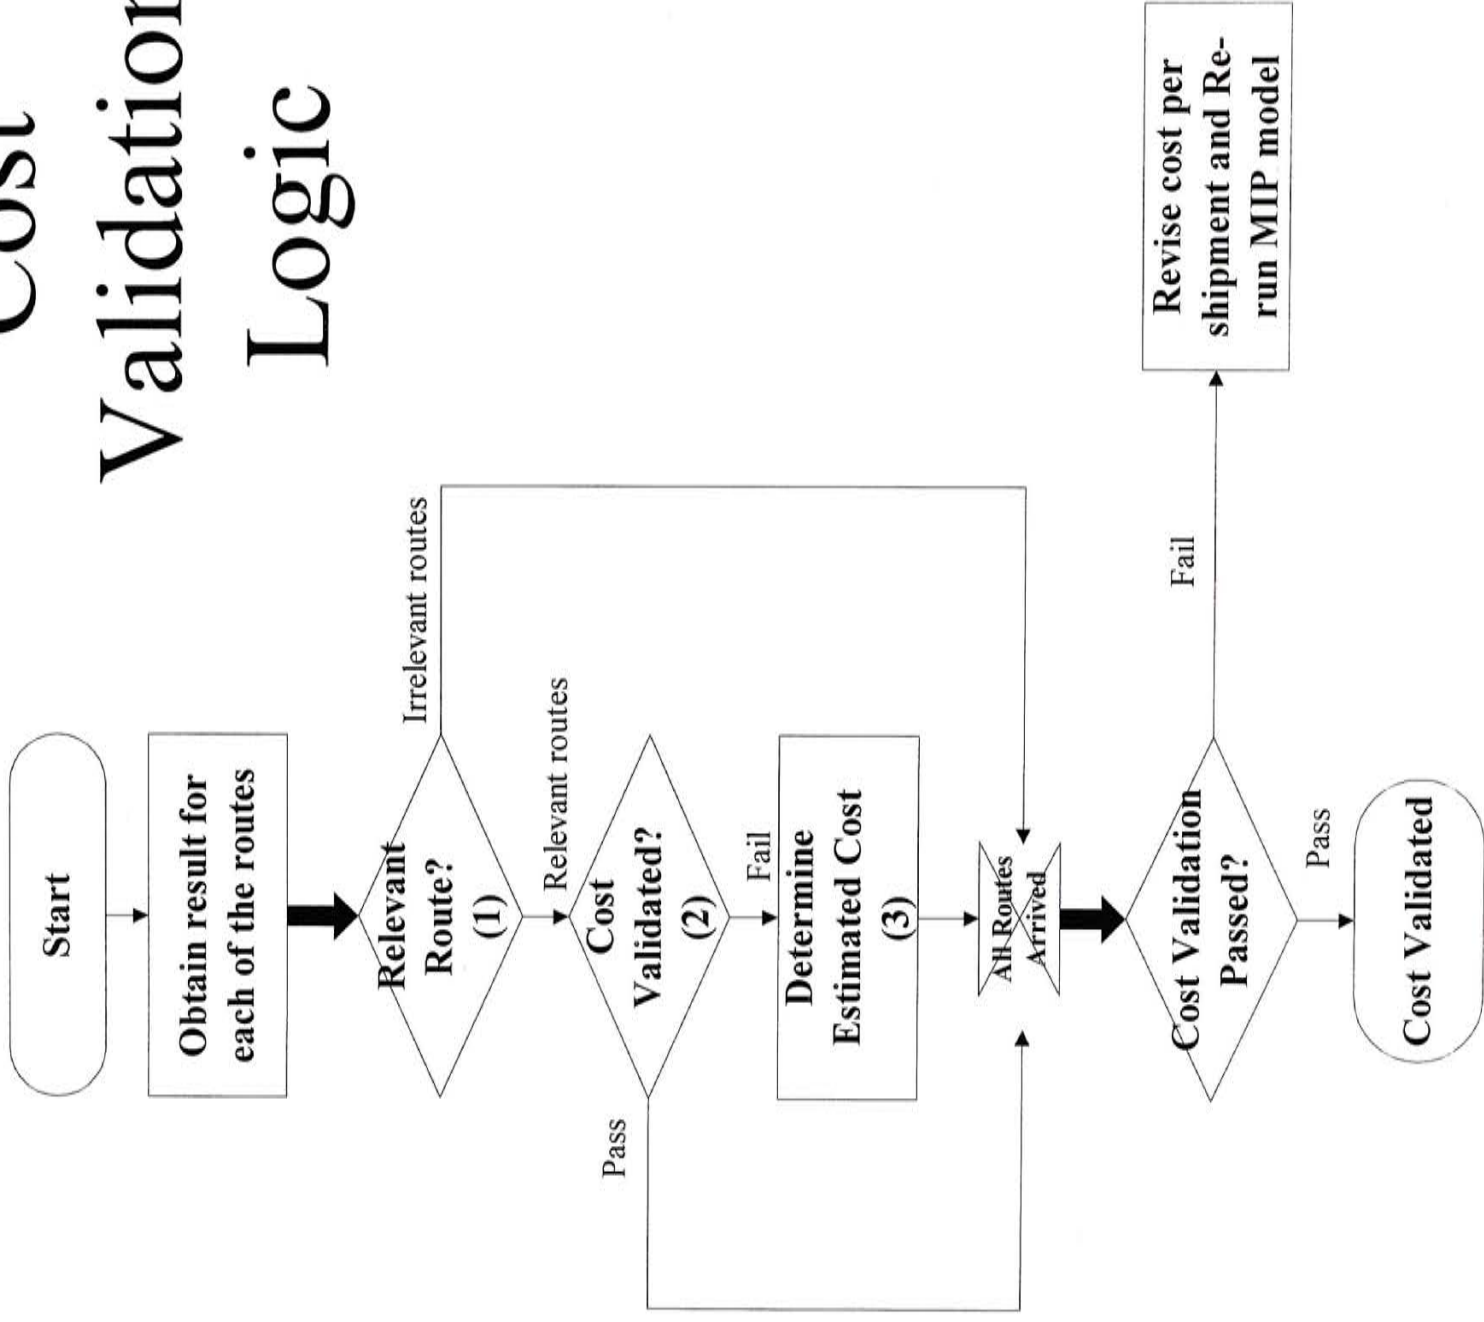 Cost
Validation
Logic
Start
Obtain result for
each of the routes
Relevant
Route?
(1)
Irrelevant routes
Relevant routes
Cost
Validated?
(2)
Pass
Fail
Determine
Estimated Cost
(3)
All Routes
Arrived
Cost Validation
Passed?
Fail
Revise cost per
shipment and Re-
run MIP model
Pass
Cost Validated